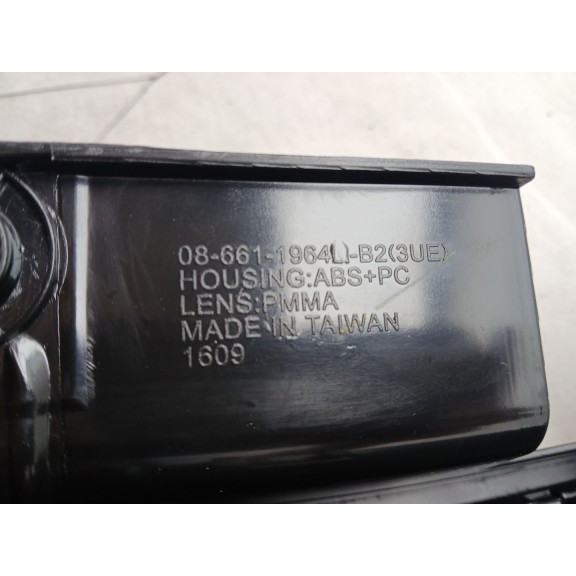 08-661-1964LI-B2(3UE)
HOUSING:ABS+PC
LENS:PMMA
MADE IN TAIWAN
1609